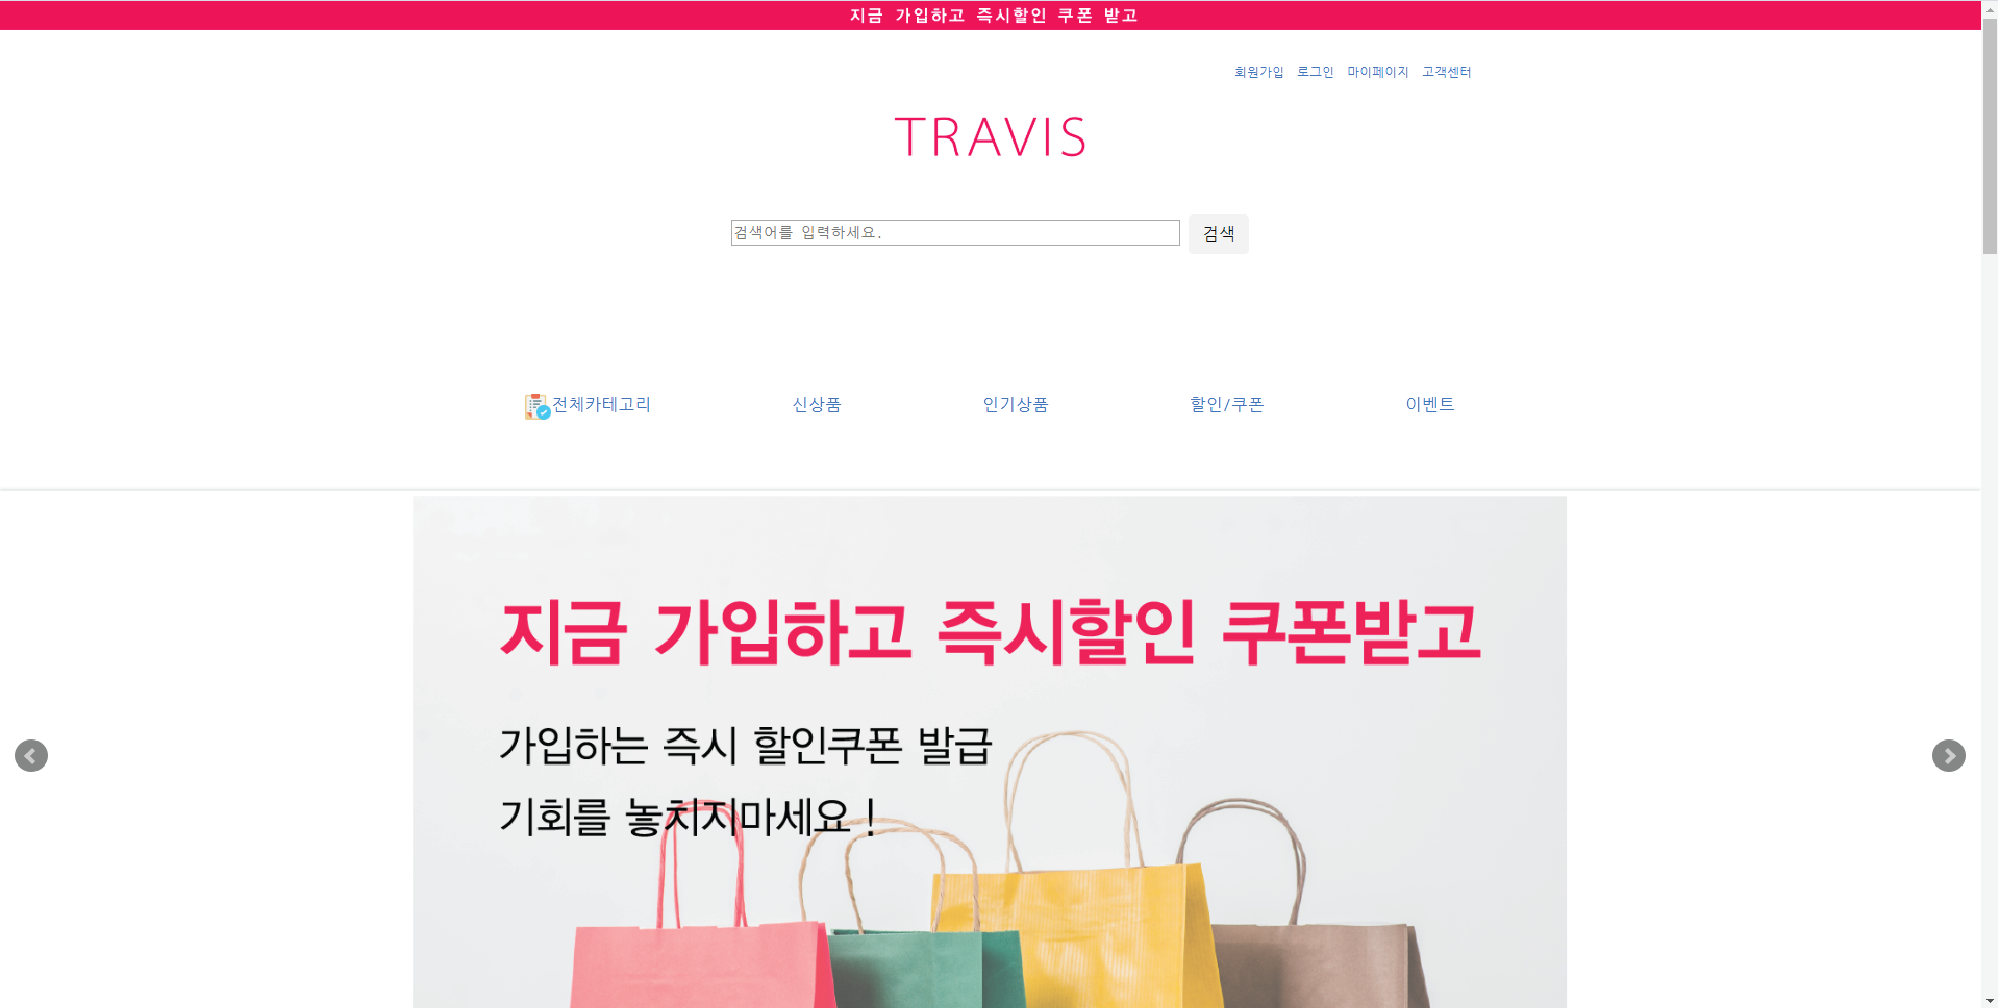 지금 가입하고 즉시할인 쿠폰 받고
회원가입 로그인 마이페이지 고객센터
TRAVIS
검색어를 입력하세요. 검색
전체카테고리 신상품 인기상품 할인/쿠폰 이벤트
지금 가입하고 즉시할인 쿠폰받고
가입하는 즉시 할인쿠폰 발급
기회를 놓치지마세요 !